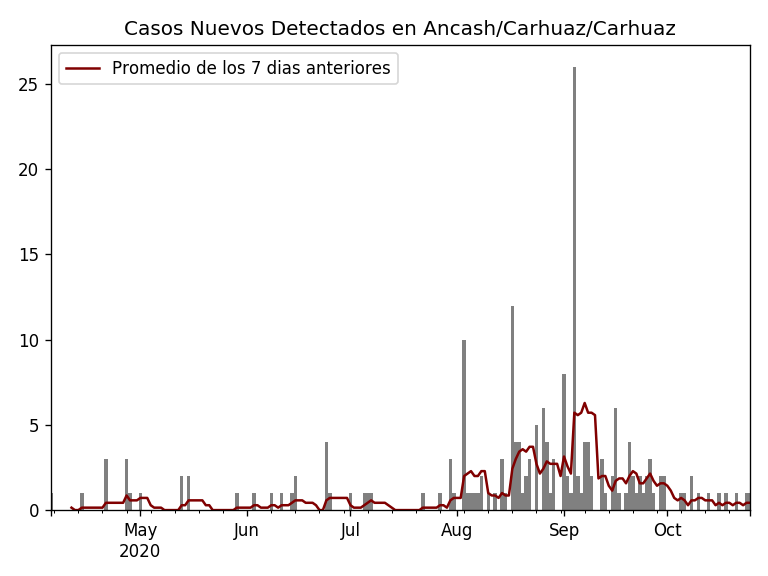 Casos Nuevos Detectados en Ancash/Carhuaz/Carhuaz
Promedio de los 7 dias anteriores
25
20
15
10
5
0
May Jun Jul Aug Sep Oct
2020